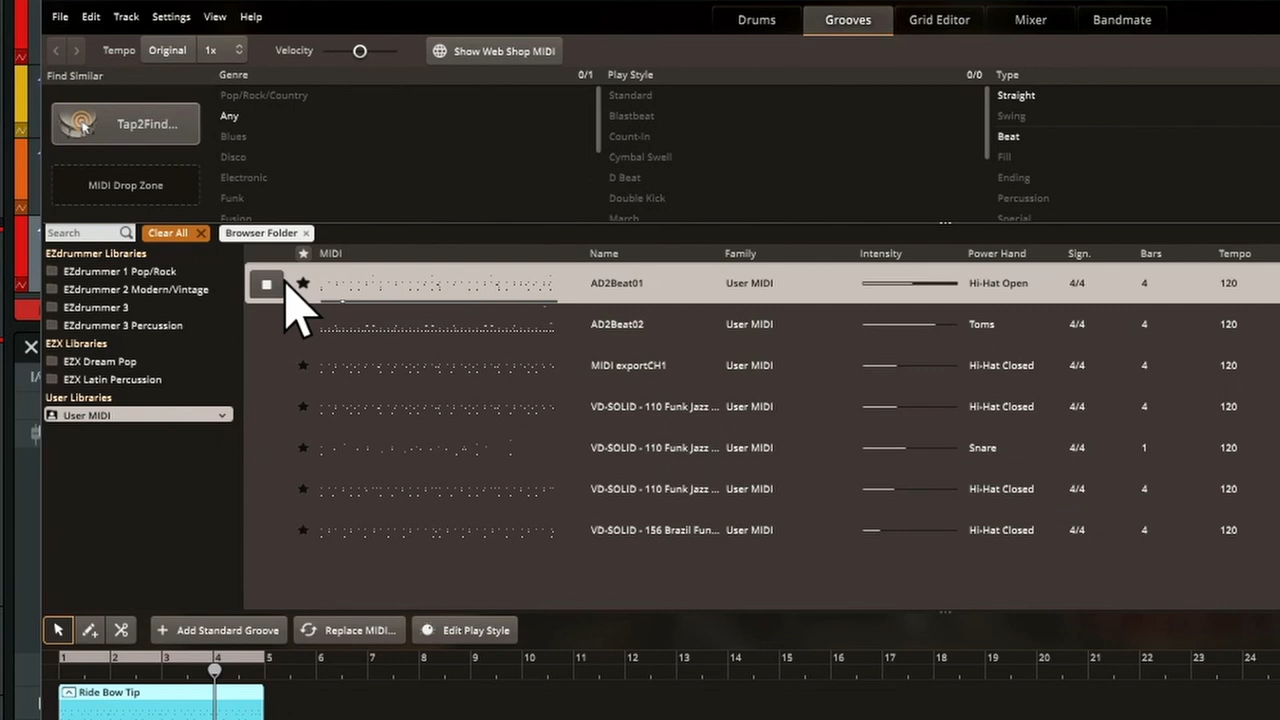 File Edit Track Settings View Help
Drums Grooves Grid Editor Mixer Bandmate
Tempo Original 1x Velocity Show Web Shop MIDI
Find Similar Genre 0/1 Play Style 0/0 Type
Pop/Rock/Country Standard Straight
Any Blastbeat Swing
Tap2Find...
Blues Count-In Beat
Disco Cymbal Swell Fill
Electronic D Beat Ending
MIDI Drop Zone
Funk Double Kick Percussion
Fusion March Special
Search Clear All X Browser Folder ×
EZdrummer Libraries
EZdrummer 1 Pop/Rock
EZdrummer 2 Modern/Vintage
EZdrummer 3
EZdrummer 3 Percussion
EZX Libraries
EZX Dream Pop
EZX Latin Percussion
User Libraries
User MIDI
MIDI Name Family Intensity Power Hand Sign. Bars Tempo
AD2Beat01 User MIDI Hi-Hat Open 4/4 4 120
AD2Beat02 User MIDI Toms 4/4 4 120
MIDI exportCH1 User MIDI Hi-Hat Closed 4/4 4 120
VD-SOLID - 110 Funk Jazz ... User MIDI Hi-Hat Closed 4/4 4 120
VD-SOLID - 110 Funk Jazz ... User MIDI Snare 4/4 1 120
VD-SOLID - 110 Funk Jazz ... User MIDI Hi-Hat Closed 4/4 4 120
VD-SOLID - 156 Brazil Fun... User MIDI Hi-Hat Closed 4/4 4 120
Add Standard Groove Replace MIDI... Edit Play Style
1 2 3 4 5 6 7 8 9 10 11 12 13 14 15 16 17 18 19 20 21 22 23 24
Ride Bow Tip